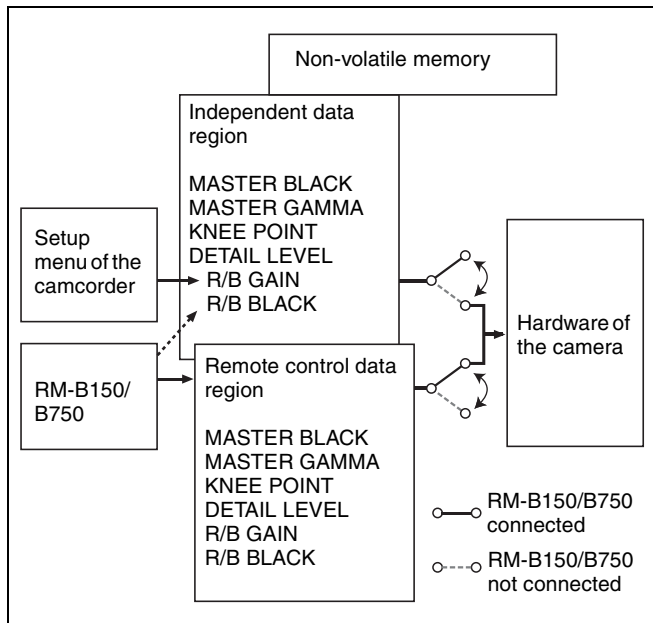 Non-volatile memory
Independent data
region
MASTER BLACK
MASTER GAMMA
KNEE POINT
DETAIL LEVEL
R/B GAIN
R/B BLACK
Setup
menu of the
camcorder
RM-B150/
B750
Remote control data
region
MASTER BLACK
MASTER GAMMA
KNEE POINT
DETAIL LEVEL
R/B GAIN
R/B BLACK
Hardware of
the camera
RM-B150/B750
connected
RM-B150/B750
not connected